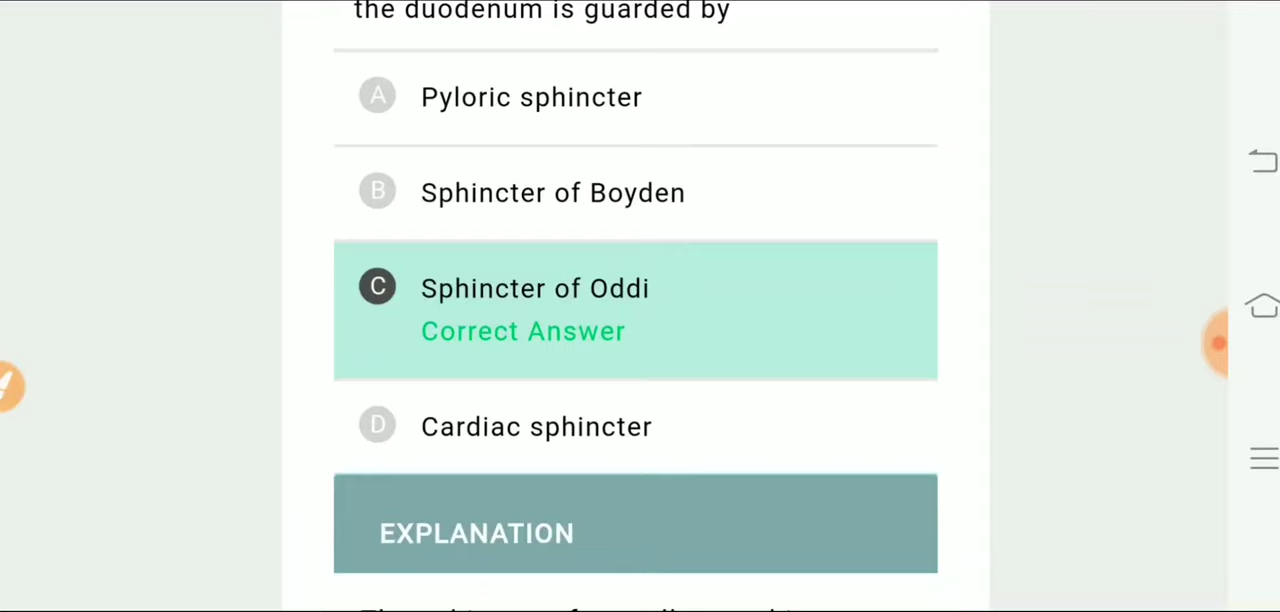 the duodenum is guarded by
A Pyloric sphincter
B Sphincter of Boyden
C Sphincter of Oddi
Correct Answer
D Cardiac sphincter
EXPLANATION